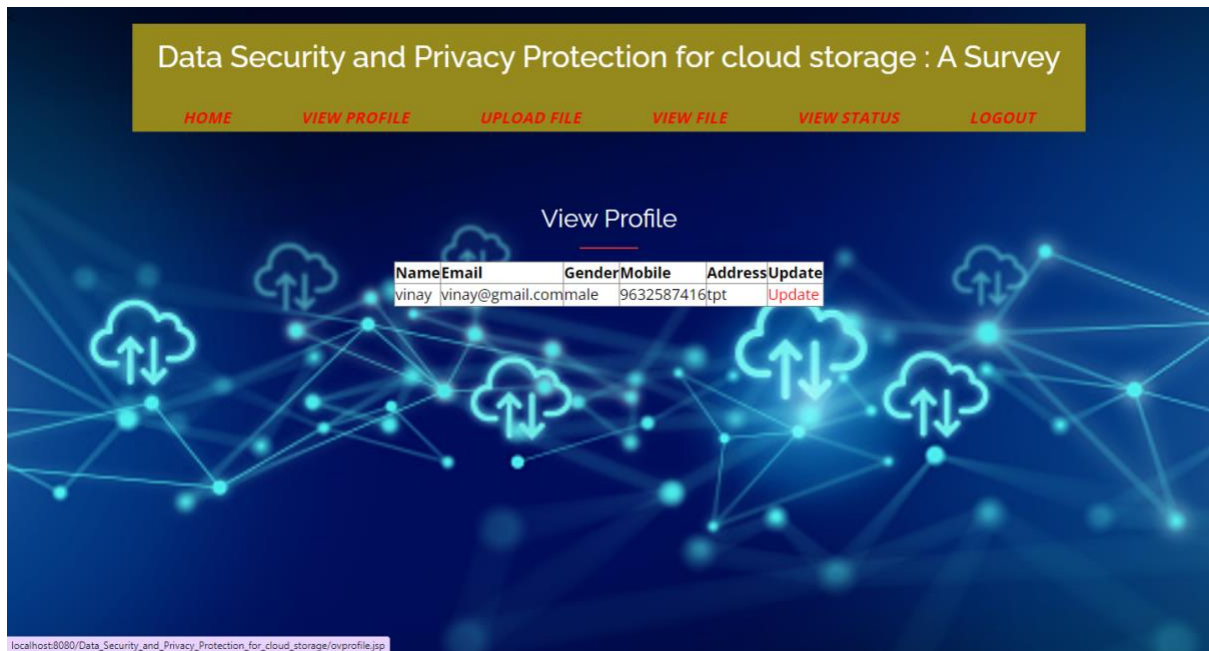 Data Security and Privacy Protection for cloud storage : A Survey
HOME VIEW PROFILE UPLOAD FILE VIEW FILE VIEW STATUS LOGOUT
View Profile
Name Email Gender Mobile Address Update
vinay vinay@gmail.com male 9632587416 tpt Update
localhost:8080/Data_Security_and_Privacy_Protection_for_cloud_storage/ovprofile.jsp